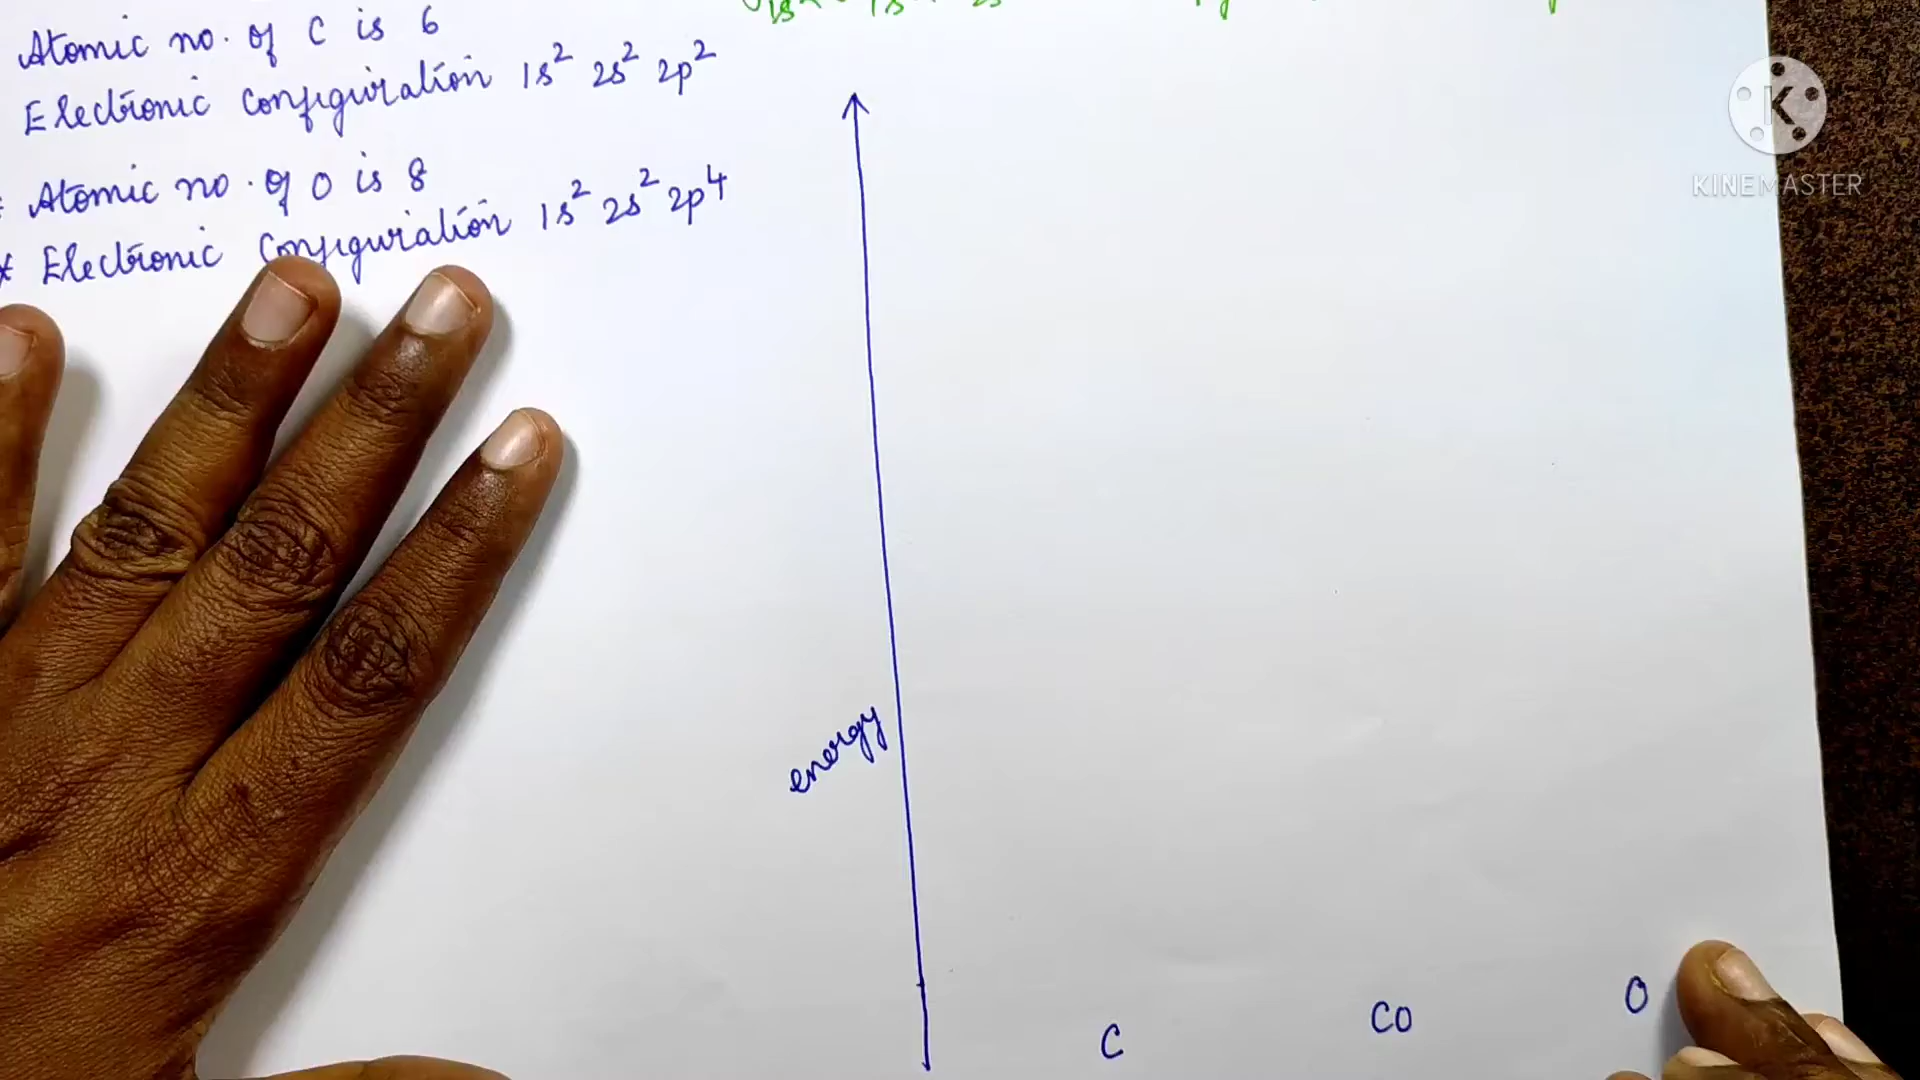 Atomic no. of C is 6
Electronic Configuration 1s² 2s² 2p²
Atomic no. of O is 8
* Electronic Configuration 1s² 2s² 2p⁴
energy
C CO O
K
KINEMASTER